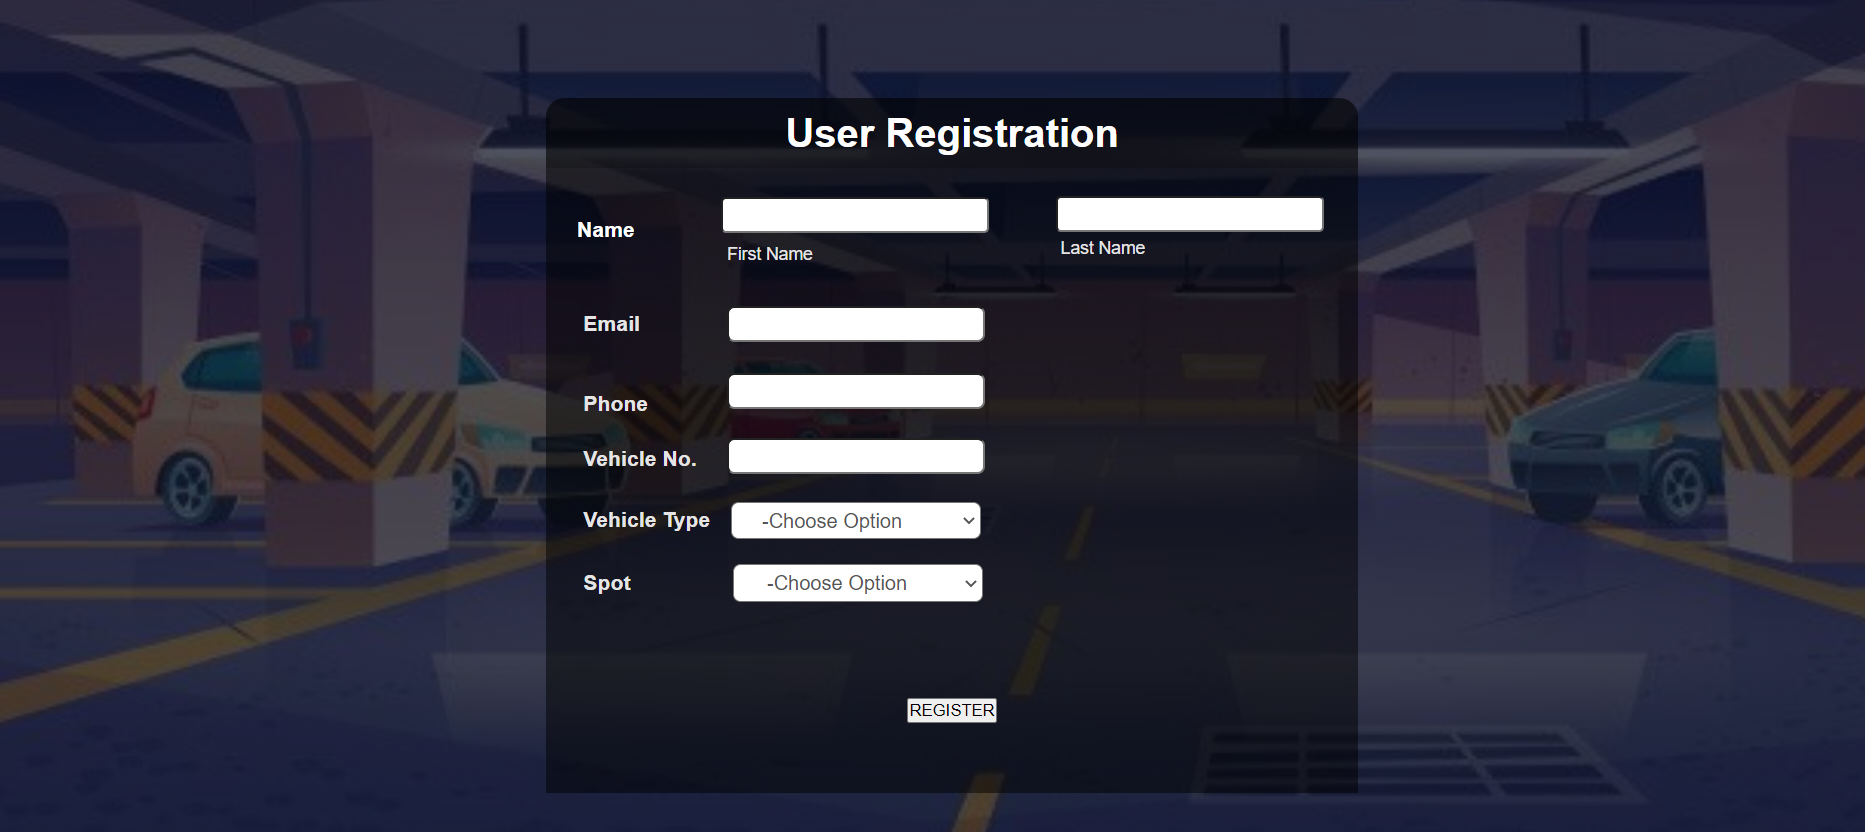 User Registration
Name
First Name
Last Name
Email
Phone
Vehicle No.
Vehicle Type
-Choose Option
Spot
-Choose Option
REGISTER